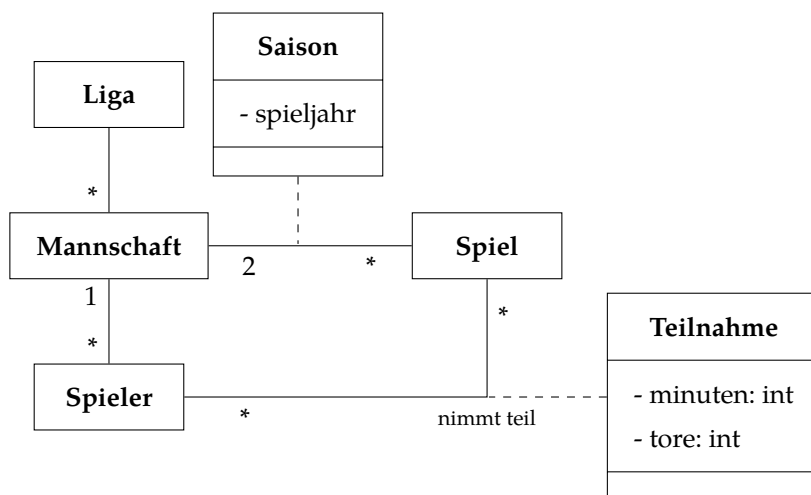 Saison
- spieljahr
Liga
*
Mannschaft
2
*
Spiel
1
*
*
Spieler
*
nimmt teil
Teilnahme
- minuten: int
- tore: int